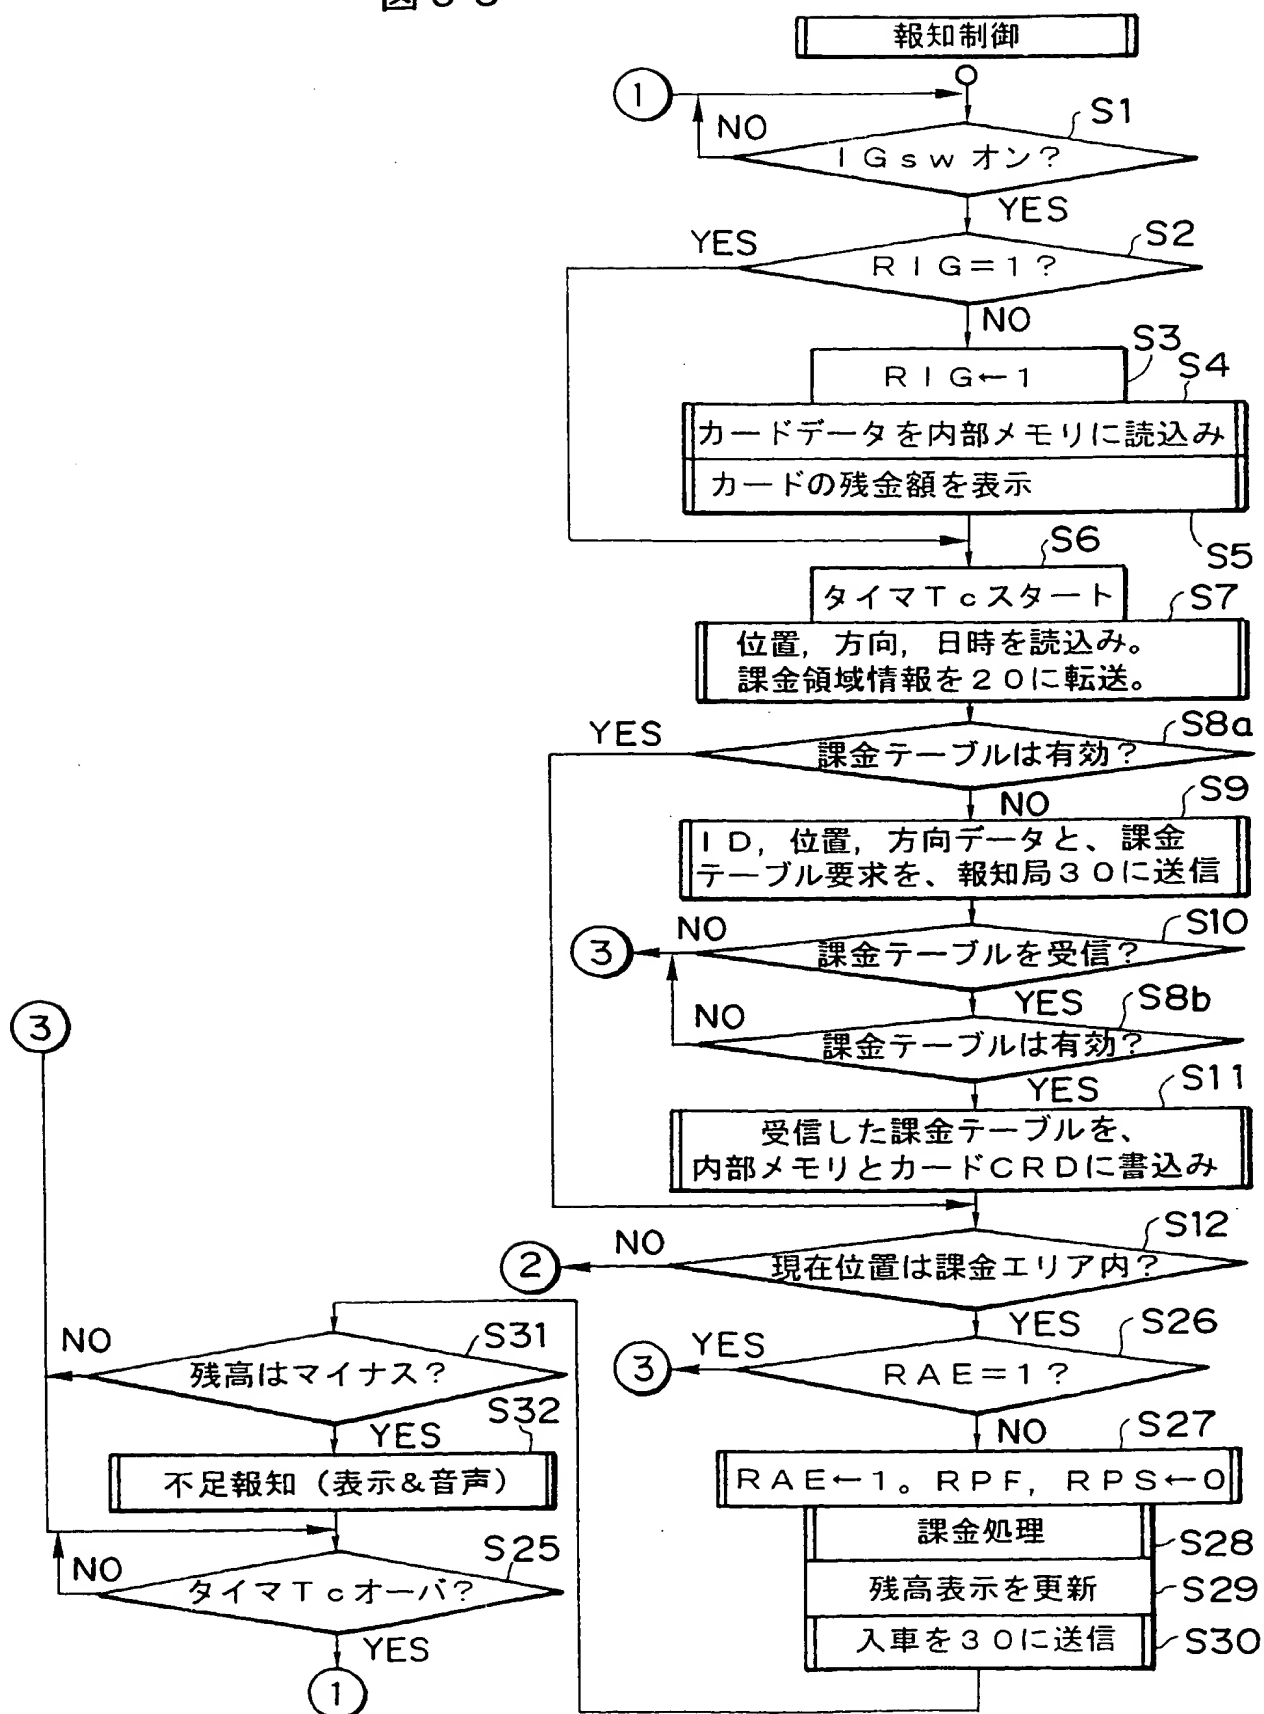 報知制御
①
S1
NO
IGswオン？
YES
YES
S2
RIG＝1？
NO
S3
RIG←1
S4
カードデータを内部メモリに読込み
カードの残金額を表示
S5
S6
タイマTcスタート
S7
位置，方向，日時を読込み。
課金領域情報を20に転送。
YES
S8a
課金テーブルは有効？
NO
S9
ID，位置，方向データと、課金
テーブル要求を、報知局30に送信
S10
NO
③
課金テーブルを受信？
YES
S8b
NO
課金テーブルは有効？
YES
S11
受信した課金テーブルを、
内部メモリとカードCRDに書込み
S12
NO
②
現在位置は課金エリア内？
YES
S26
YES
③
RAE＝1？
NO
S27
RAE←1。RPF，RPS←0
課金処理
S28
残高表示を更新
S29
入車を30に送信
S30
③
NO
S31
残高はマイナス？
YES
S32
不足報知（表示&音声）
NO
S25
タイマTcオーバ？
YES
①